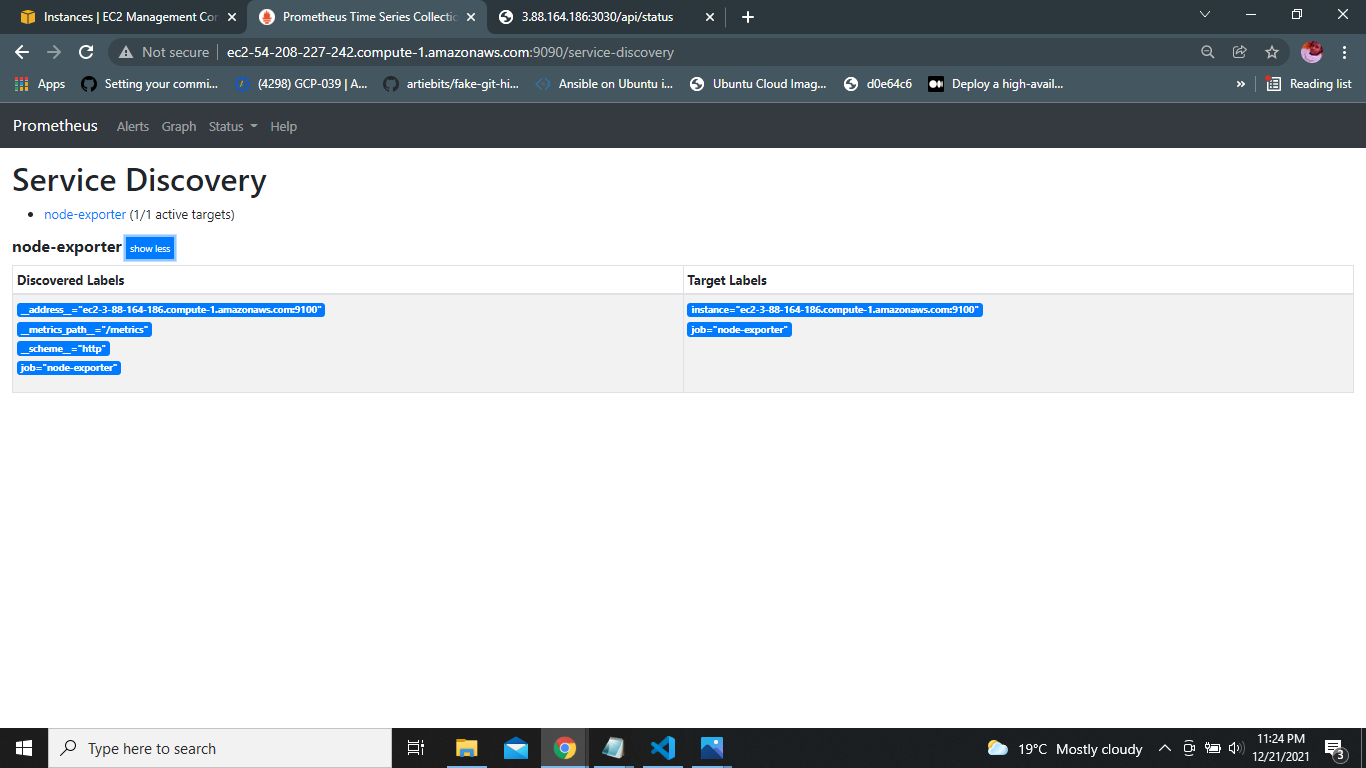 Instances | EC2 Management Con
Prometheus Time Series Collectio
3.88.164.186:3030/api/status
Not secure
ec2-54-208-227-242.compute-1.amazonaws.com:9090/service-discovery
Apps
Setting your commi...
(4298) GCP-039 | A...
artiebits/fake-git-hi...
Ansible on Ubuntu i...
Ubuntu Cloud Imag...
d0e64c6
Deploy a high-avail...
»
Reading list
Prometheus
Alerts
Graph
Status
Help
Service Discovery
• node-exporter (1/1 active targets)
node-exporter show less
Discovered Labels
Target Labels
__address__="ec2-3-88-164-186.compute-1.amazonaws.com:9100"
__metrics_path__="/metrics"
__scheme__="http"
job="node-exporter"
instance="ec2-3-88-164-186.compute-1.amazonaws.com:9100"
job="node-exporter"
Type here to search
19°C Mostly cloudy
11:24 PM
12/21/2021
3